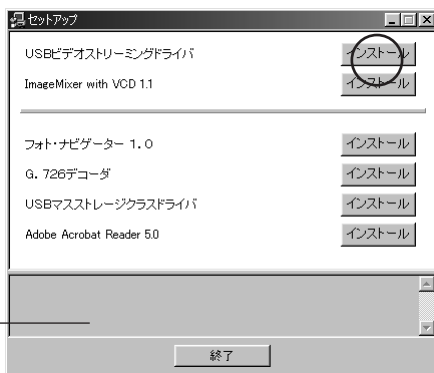 セットアップ
USBビデオストリーミングドライバ インストール
ImageMixer with VCD 1.1 インストール
フォト・ナビゲーター 1.0 インストール
G. 726デコーダ インストール
USBマスストレージクラスドライバ インストール
Adobe Acrobat Reader 5.0 インストール
終了